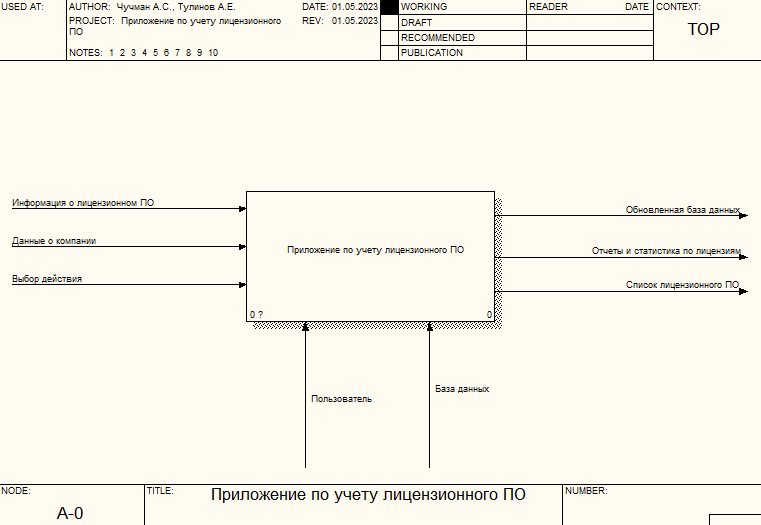 USED AT:
AUTHOR: Чучман А.С., Тулинов А.Е.
DATE: 01.05.2023
PROJECT: Приложение по учету лицензионного
ПО
REV: 01.05.2023
NOTES: 1 2 3 4 5 6 7 8 9 10
WORKING
DRAFT
RECOMMENDED
PUBLICATION
READER
DATE
CONTEXT:
TOP
Информация о лицензионном ПО
Данные о компании
Выбор действия
Приложение по учету лицензионного ПО
0 ?
0
Обновленная база данных
Отчеты и статистика по лицензиям
Список лицензионного ПО
Пользователь
База данных
NODE:
A-0
TITLE:
Приложение по учету лицензионного ПО
NUMBER: